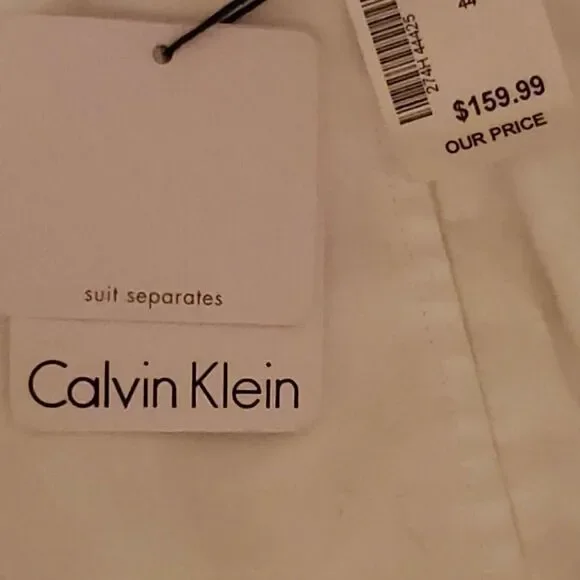 suit separates
Calvin Klein
274H 44425
$159.99
OUR PRICE